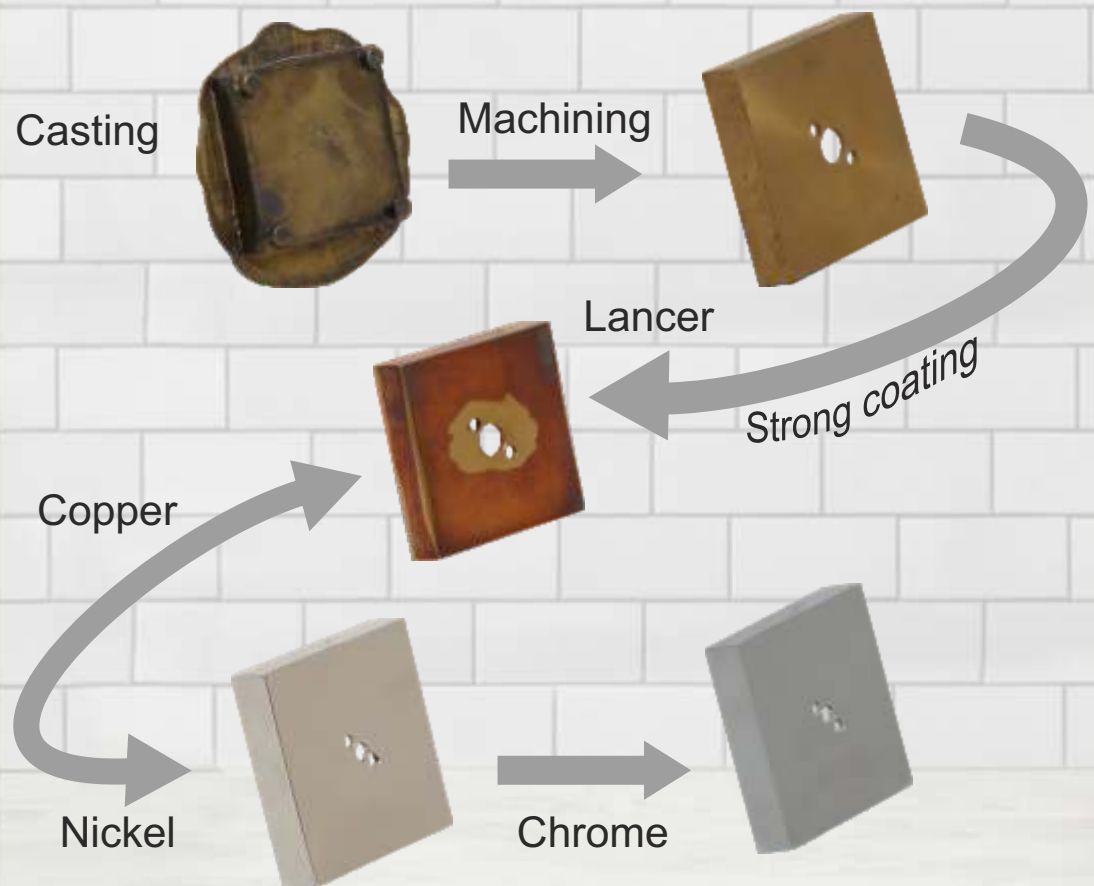 Casting
Machining
Lancer
Strong coating
Copper
Nickel
Chrome